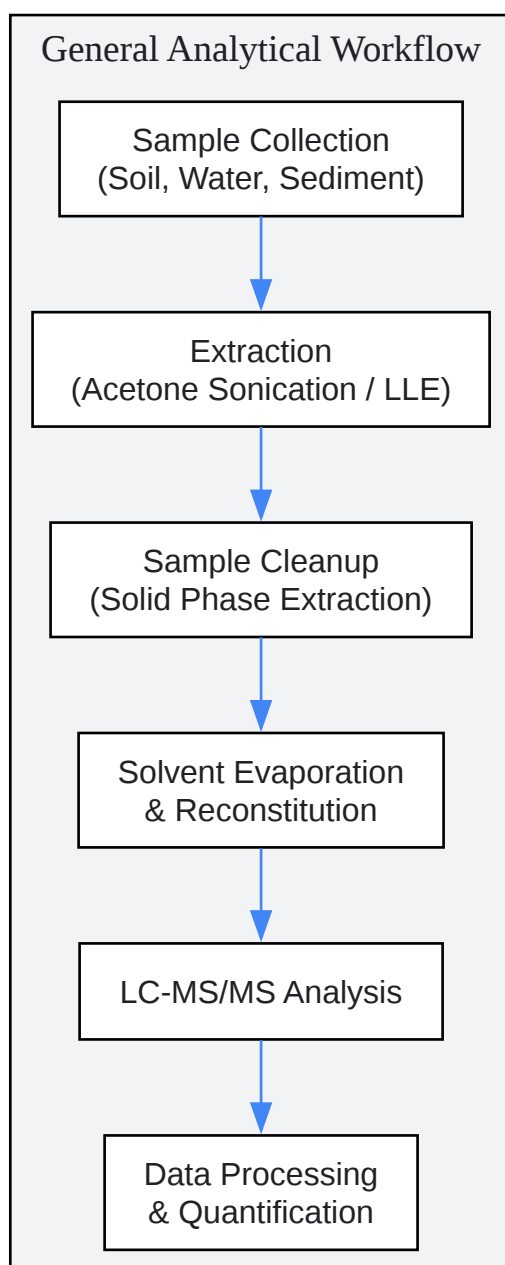 General Analytical Workflow
Sample Collection
(Soil, Water, Sediment)
Extraction
(Acetone Sonication / LLE)
Sample Cleanup
(Solid Phase Extraction)
Solvent Evaporation
& Reconstitution
LC-MS/MS Analysis
Data Processing
& Quantification